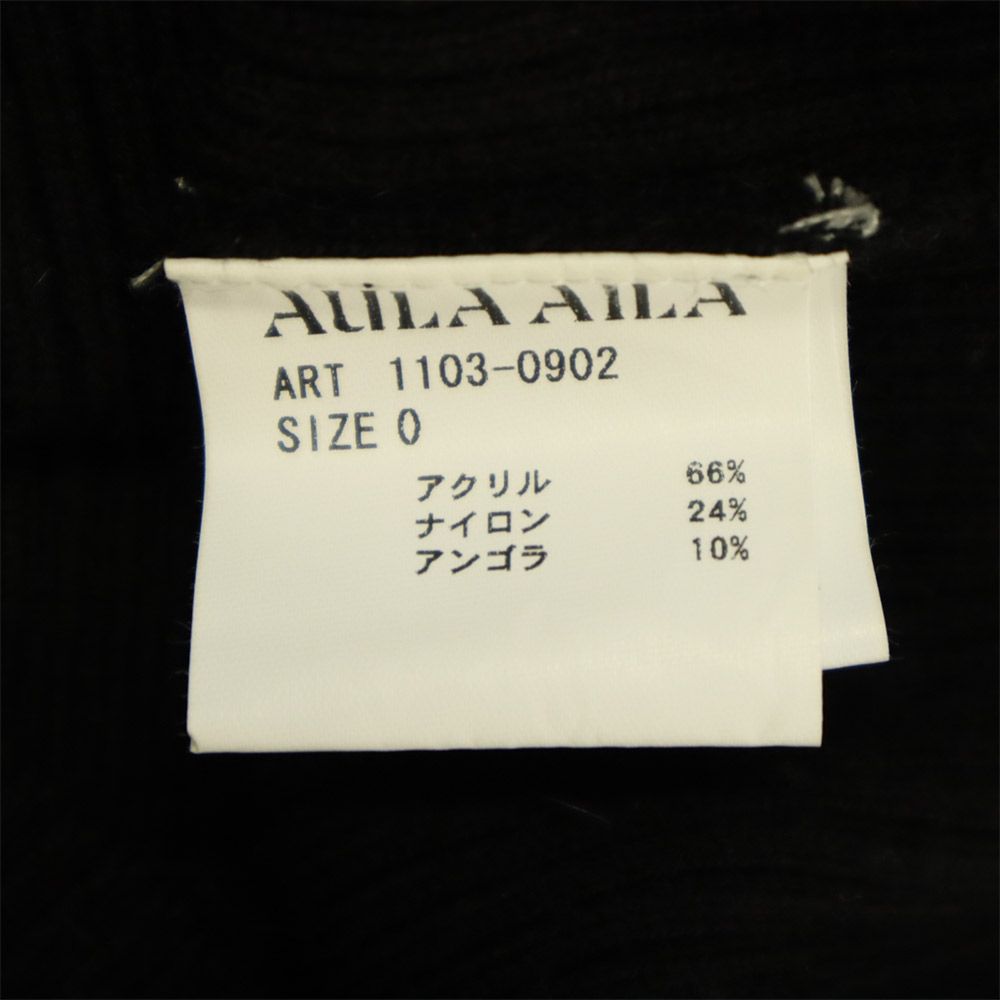 AULA AILA
ART 1103-0902
SIZE 0
アクリル 66%
ナイロン 24%
アンゴラ 10%